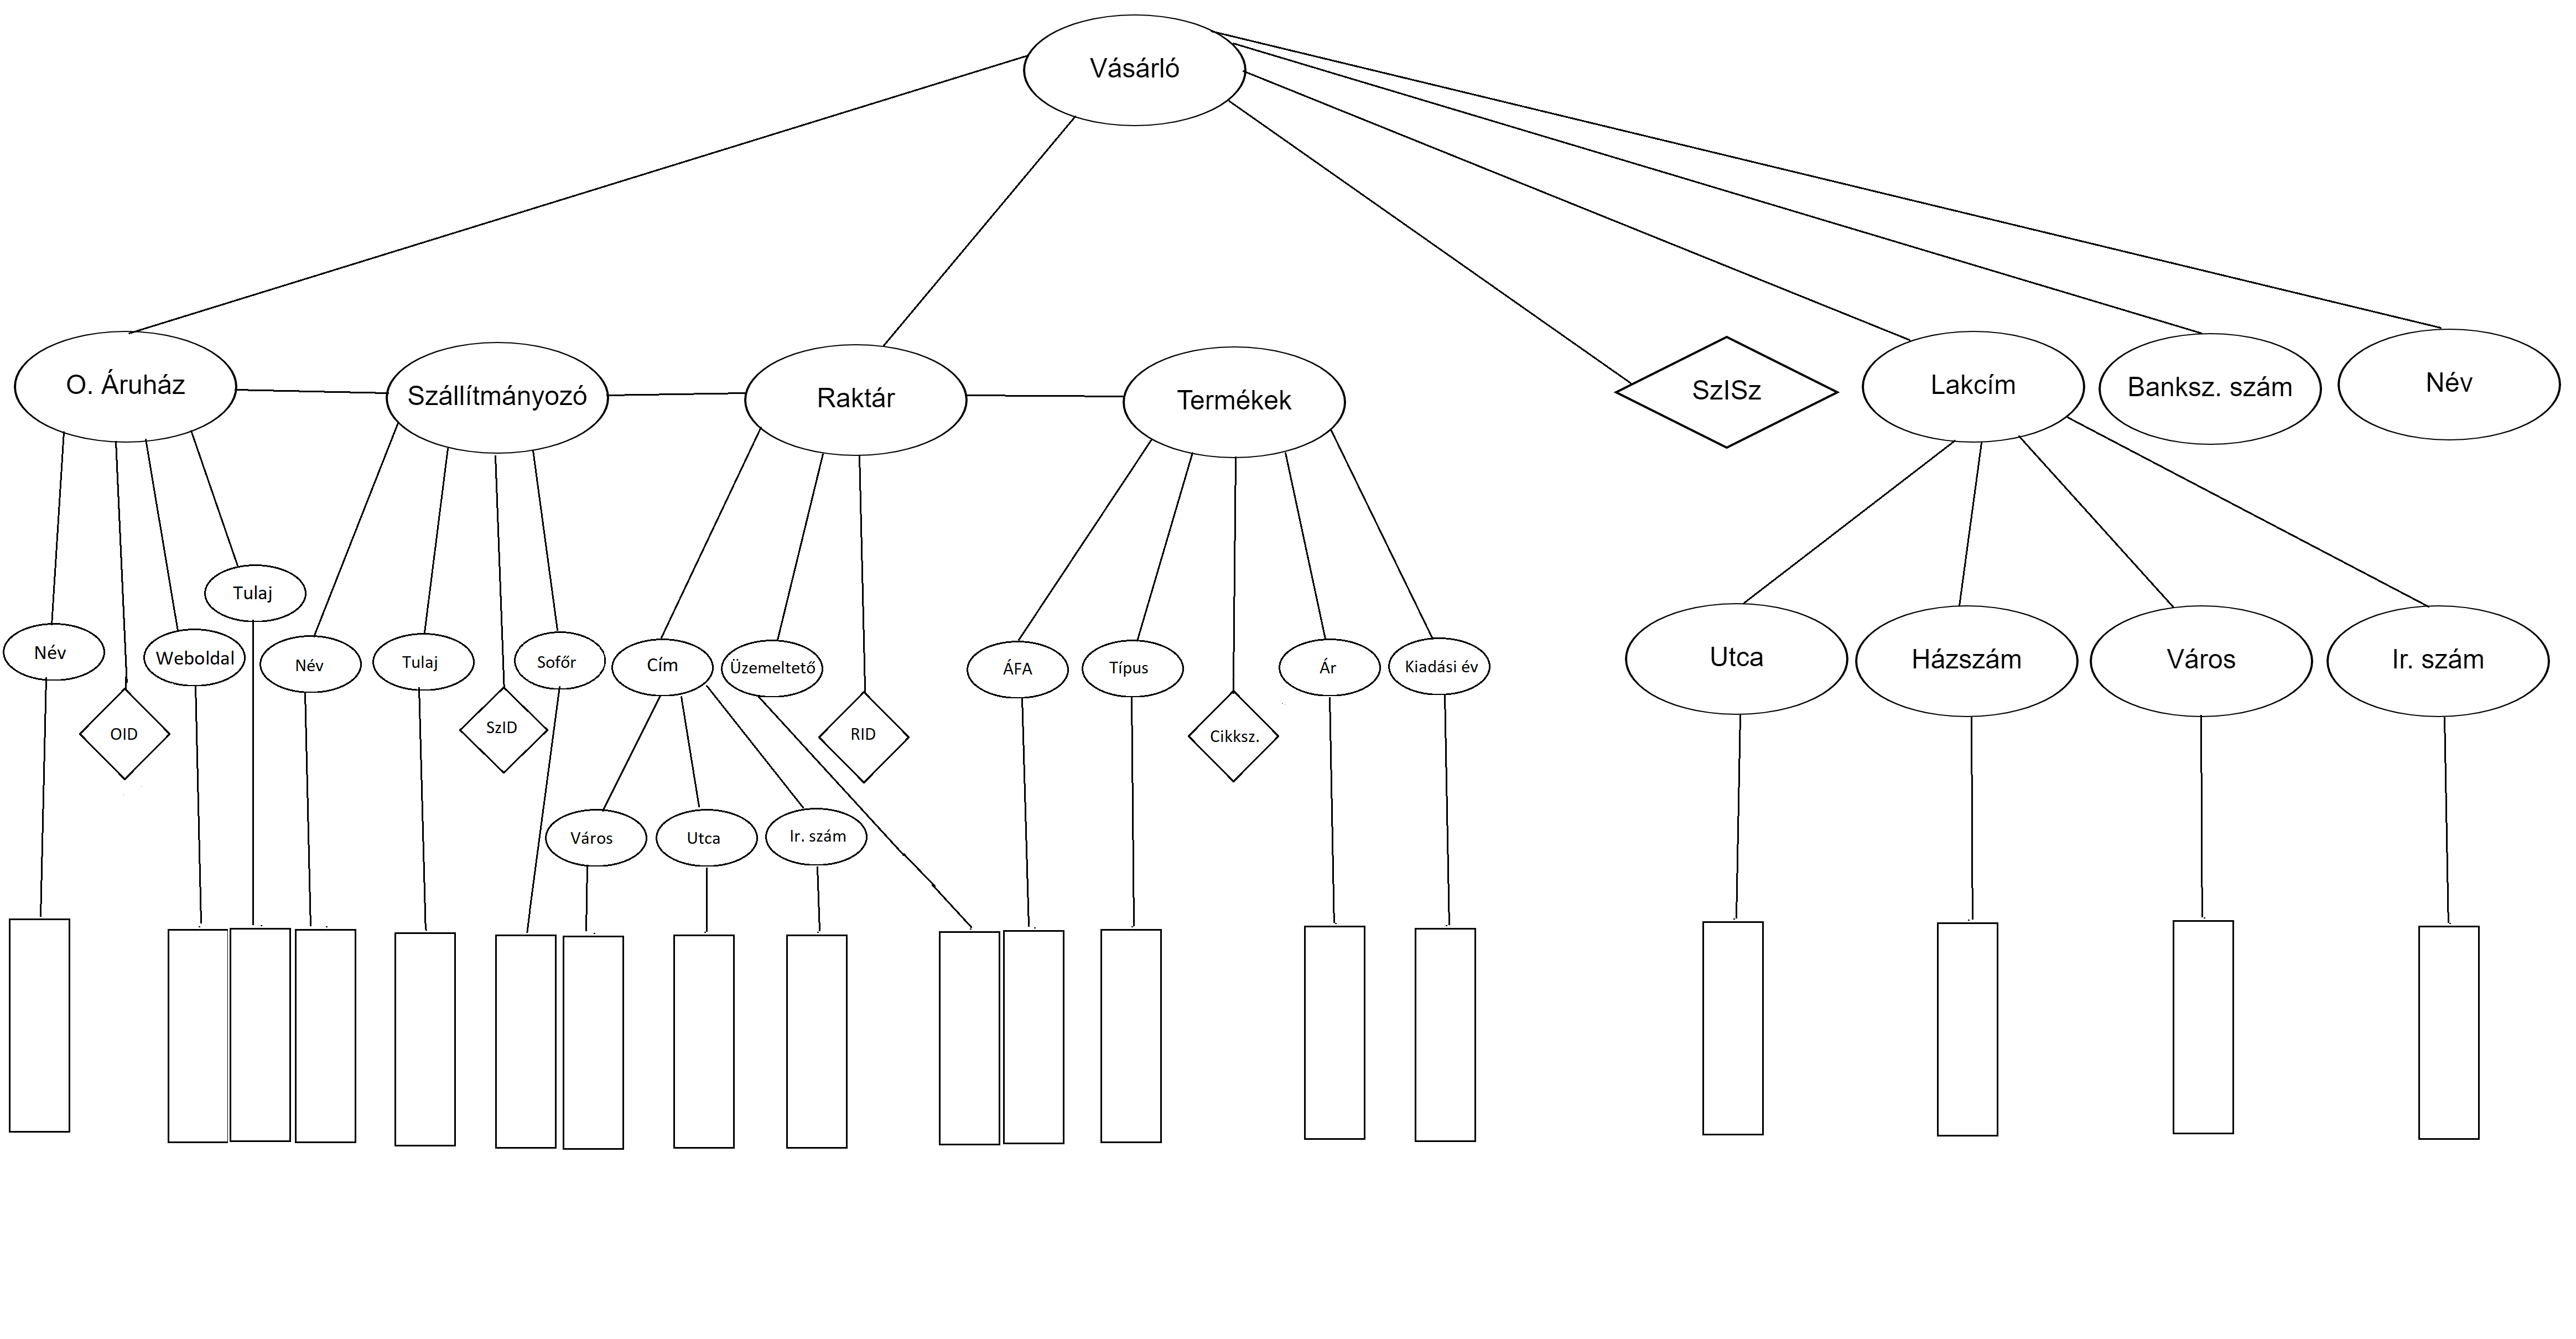 Vásárló
O. Áruház
Szállítmányozó
Raktár
Termékek
SzISz
Lakcím
Banksz. szám
Név
Tulaj
Név
Weboldal
Név
Tulaj
Sofőr
Cím
Üzemeltető
ÁFA
Típus
Ár
Kiadási év
Utca
Házszám
Város
Ir. szám
OID
SzID
RID
Cikksz.
Város
Utca
Ir. szám